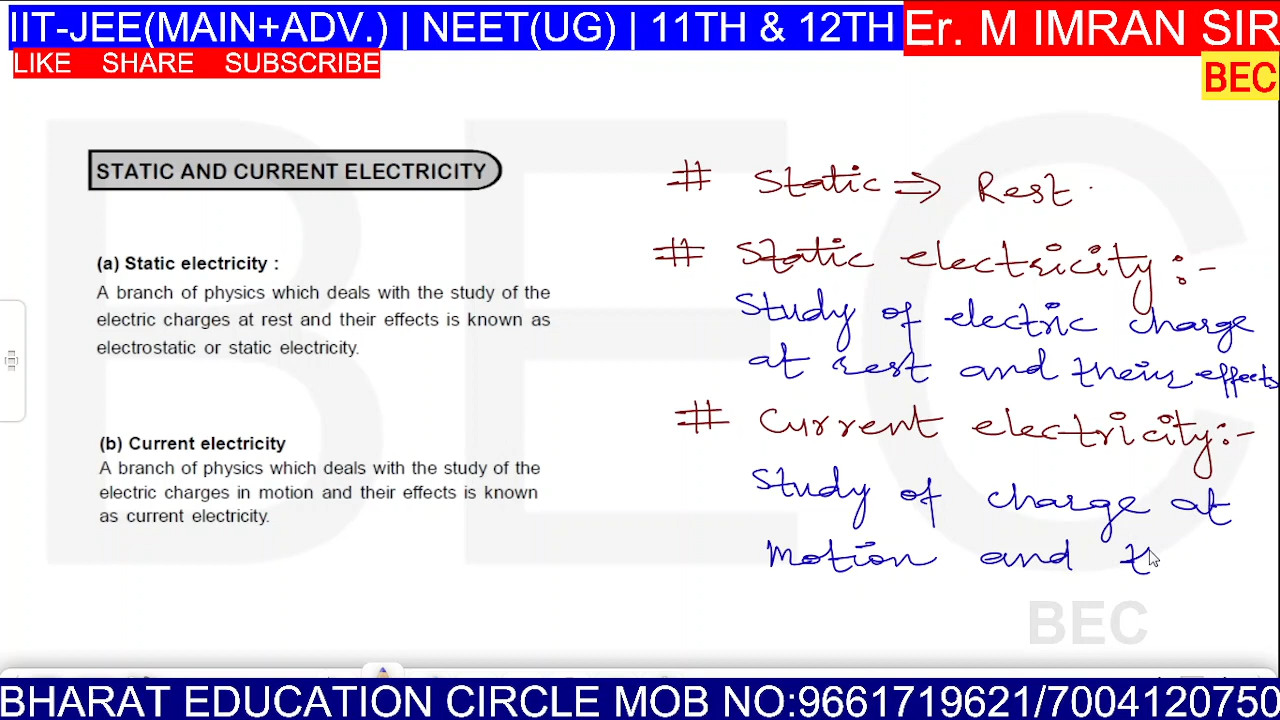 IIT-JEE(MAIN+ADV.) | NEET(UG) | 11TH & 12TH Er. M IMRAN SIR
LIKE SHARE SUBSCRIBE
BEC
STATIC AND CURRENT ELECTRICITY
(a) Static electricity :
A branch of physics which deals with the study of the
electric charges at rest and their effects is known as
electrostatic or static electricity.
(b) Current electricity
A branch of physics which deals with the study of the
electric charges in motion and their effects is known
as current electricity.
# Static ⇒ Rest .
# Static electricity :-
Study of electric charge
at rest and their effects
# Current electricity:-
Study of charge at
Motion and t
BEC
BEC
BHARAT EDUCATION CIRCLE MOB NO:9661719621/7004120750